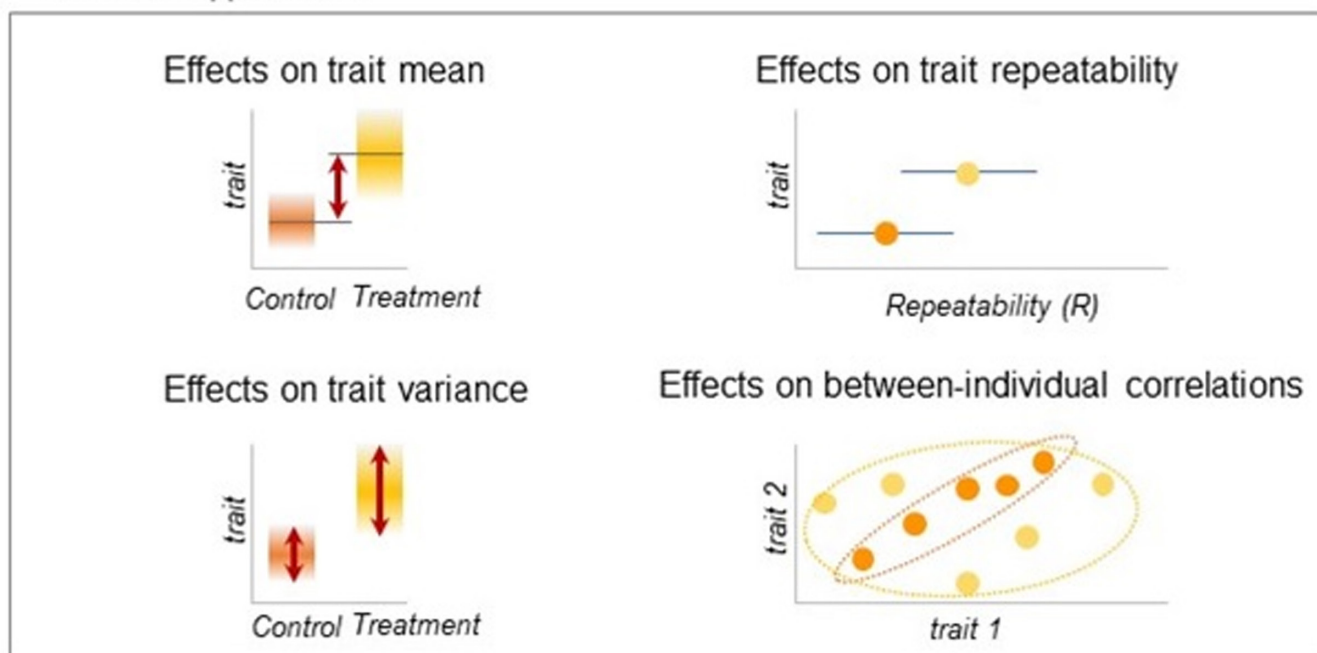 Effects on trait mean
trait
Control Treatment
Effects on trait repeatability
trait
Repeatability (R)
Effects on trait variance
trait
Control Treatment
Effects on between-individual correlations
trait 2
trait 1